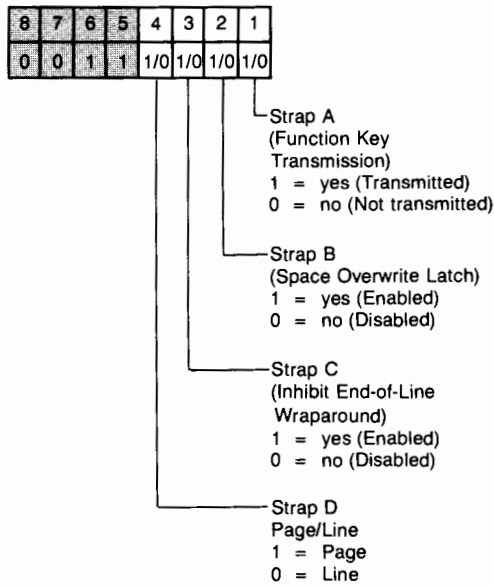 8 7 6 5 4 3 2 1
0 0 1 1 1/0 1/0 1/0 1/0
Strap A
(Function Key
Transmission)
1 = yes (Transmitted)
0 = no (Not transmitted)
Strap B
(Space Overwrite Latch)
1 = yes (Enabled)
0 = no (Disabled)
Strap C
(Inhibit End-of-Line
Wraparound)
1 = yes (Enabled)
0 = no (Disabled)
Strap D
Page/Line
1 = Page
0 = Line